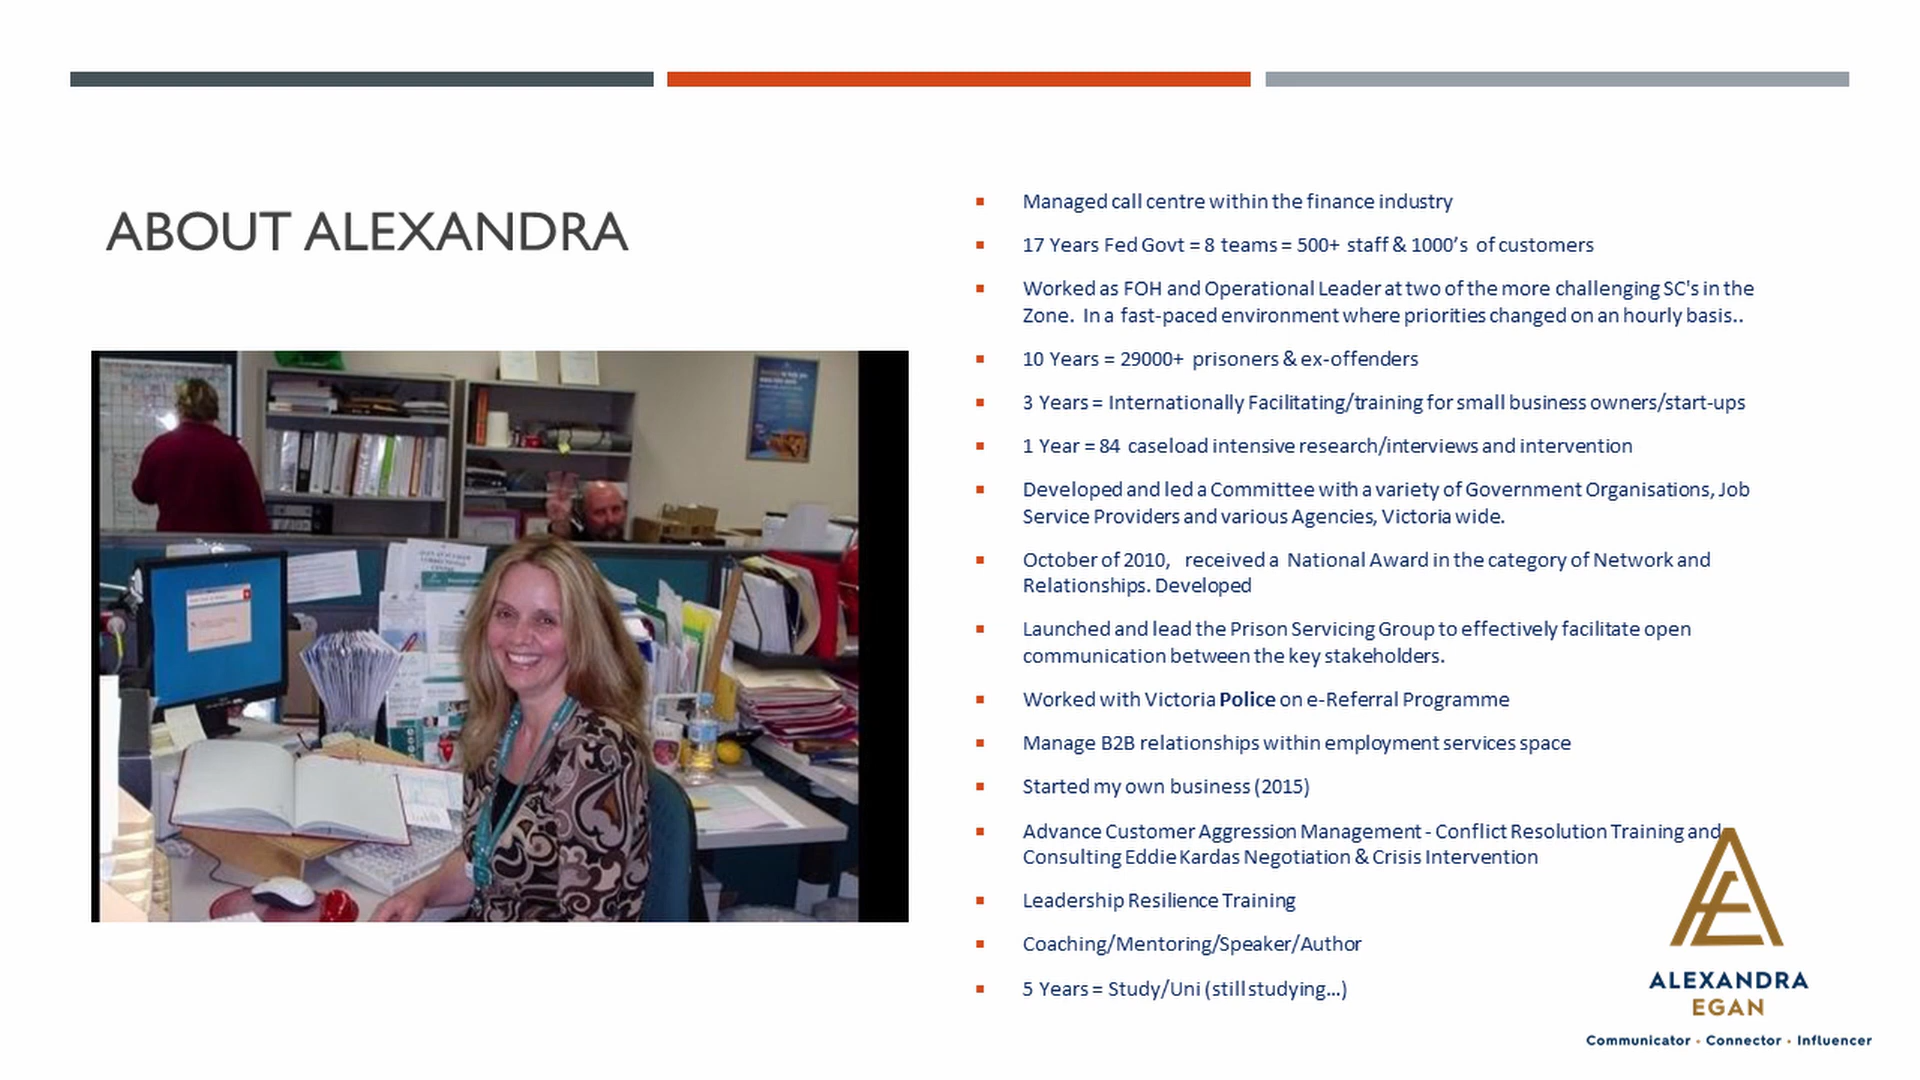 ABOUT ALEXANDRA
Managed call centre within the finance industry
17 Years Fed Govt = 8 teams = 500+ staff & 1000’s of customers
Worked as FOH and Operational Leader at two of the more challenging SC's in the
Zone. In a fast-paced environment where priorities changed on an hourly basis..
10 Years = 29000+ prisoners & ex-offenders
3 Years = Internationally Facilitating/training for small business owners/start-ups
1 Year = 84 caseload intensive research/interviews and intervention
Developed and led a Committee with a variety of Government Organisations, Job
Service Providers and various Agencies, Victoria wide.
October of 2010, received a National Award in the category of Network and
Relationships. Developed
Launched and lead the Prison Servicing Group to effectively facilitate open
communication between the key stakeholders.
Worked with Victoria Police on e-Referral Programme
Manage B2B relationships within employment services space
Started my own business (2015)
Advance Customer Aggression Management - Conflict Resolution Training and
Consulting Eddie Kardas Negotiation & Crisis Intervention
Leadership Resilience Training
Coaching/Mentoring/Speaker/Author
5 Years = Study/Uni (still studying...)
AE
ALEXANDRA
EGAN
Communicator • Connector • Influencer